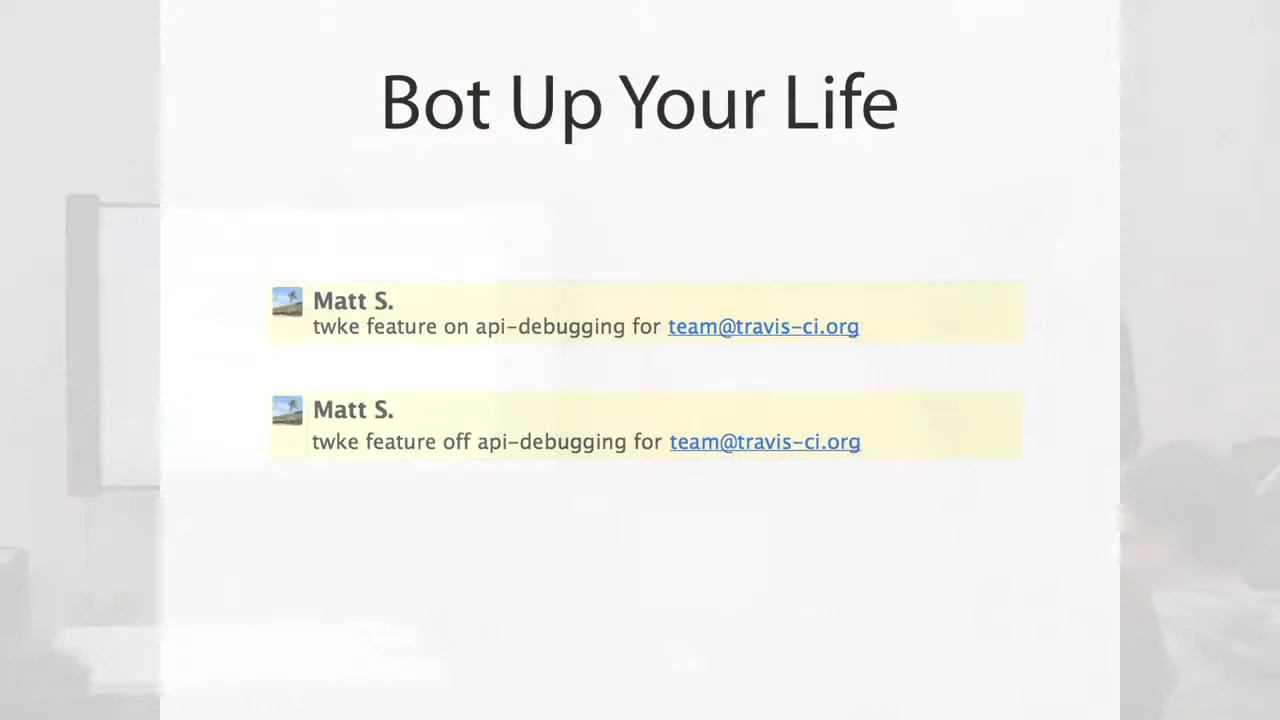 Bot Up Your Life
Matt S.
twke feature on api-debugging for team@travis-ci.org
Matt S.
twke feature off api-debugging for team@travis-ci.org